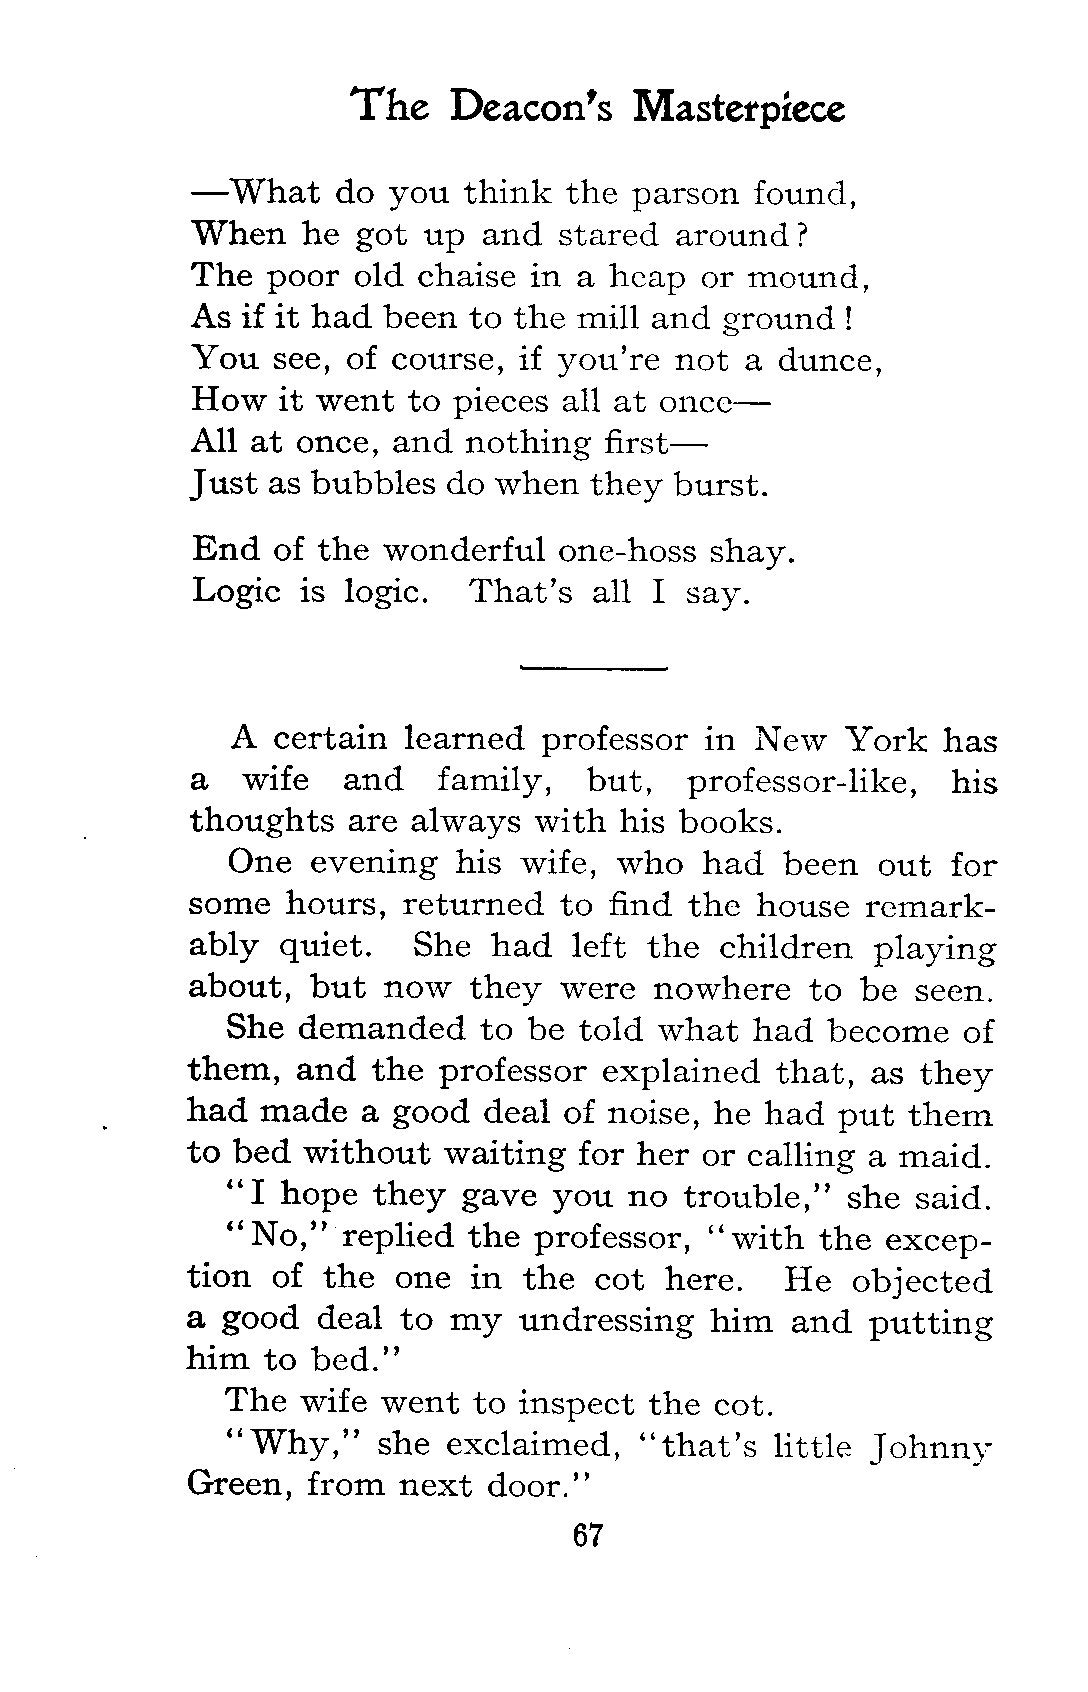 The Deacon's Masterpiece
—What do you think the parson found,
When he got up and stared around?
The poor old chaise in a heap or mound,
As if it had been to the mill and ground!
You see, of course, if you're not a dunce,
How it went to pieces all at once—
All at once, and nothing first—
Just as bubbles do when they burst.
End of the wonderful one-hoss shay.
Logic is logic. That's all I say.
A certain learned professor in New York has
a wife and family, but, professor-like, his
thoughts are always with his books.
One evening his wife, who had been out for
some hours, returned to find the house remark-
ably quiet. She had left the children playing
about, but now they were nowhere to be seen.
She demanded to be told what had become of
them, and the professor explained that, as they
had made a good deal of noise, he had put them
to bed without waiting for her or calling a maid.
"I hope they gave you no trouble," she said.
"No," replied the professor, "with the excep-
tion of the one in the cot here. He objected
a good deal to my undressing him and putting
him to bed."
The wife went to inspect the cot.
"Why," she exclaimed, "that's little Johnny
Green, from next door."
67